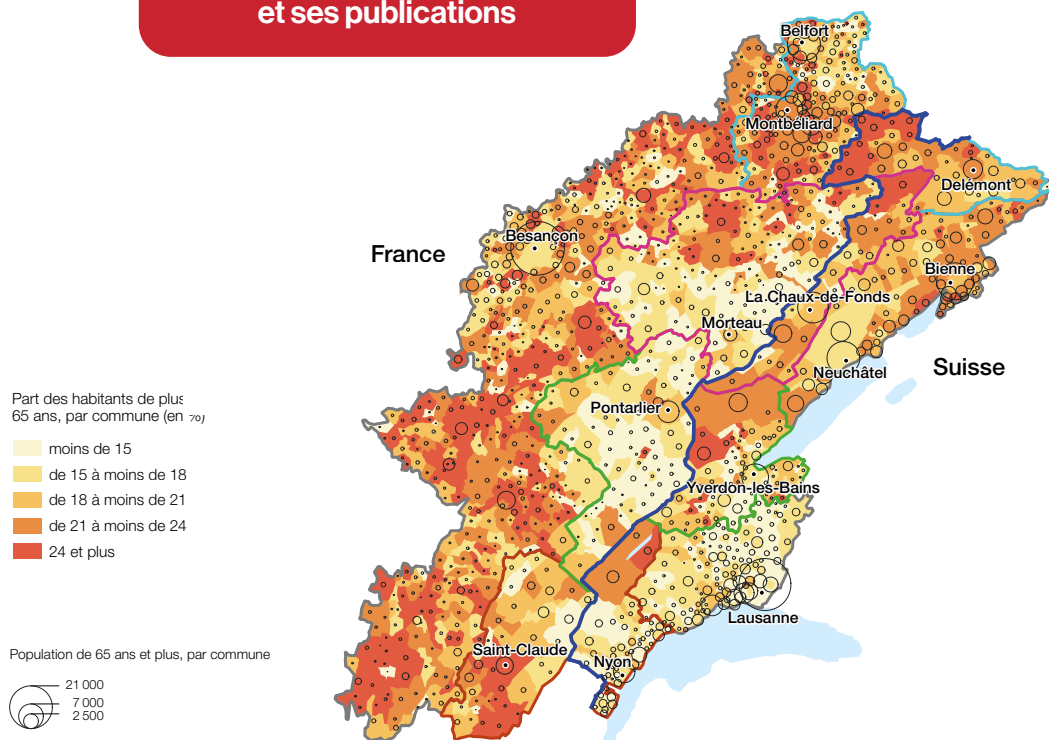 et ses publications
Belfort
Montbéliard
Delémont
Besançon
France
Bienne
La Chaux-de-Fonds
Morteau
Neuchâtel
Suisse
Pontarlier
Yverdon-les-Bains
Lausanne
Saint-Claude
Nyon
Part des habitants de plus
65 ans, par commune (en %)
moins de 15
de 15 à moins de 18
de 18 à moins de 21
de 21 à moins de 24
24 et plus
Population de 65 ans et plus, par commune
21 000
7 000
2 500